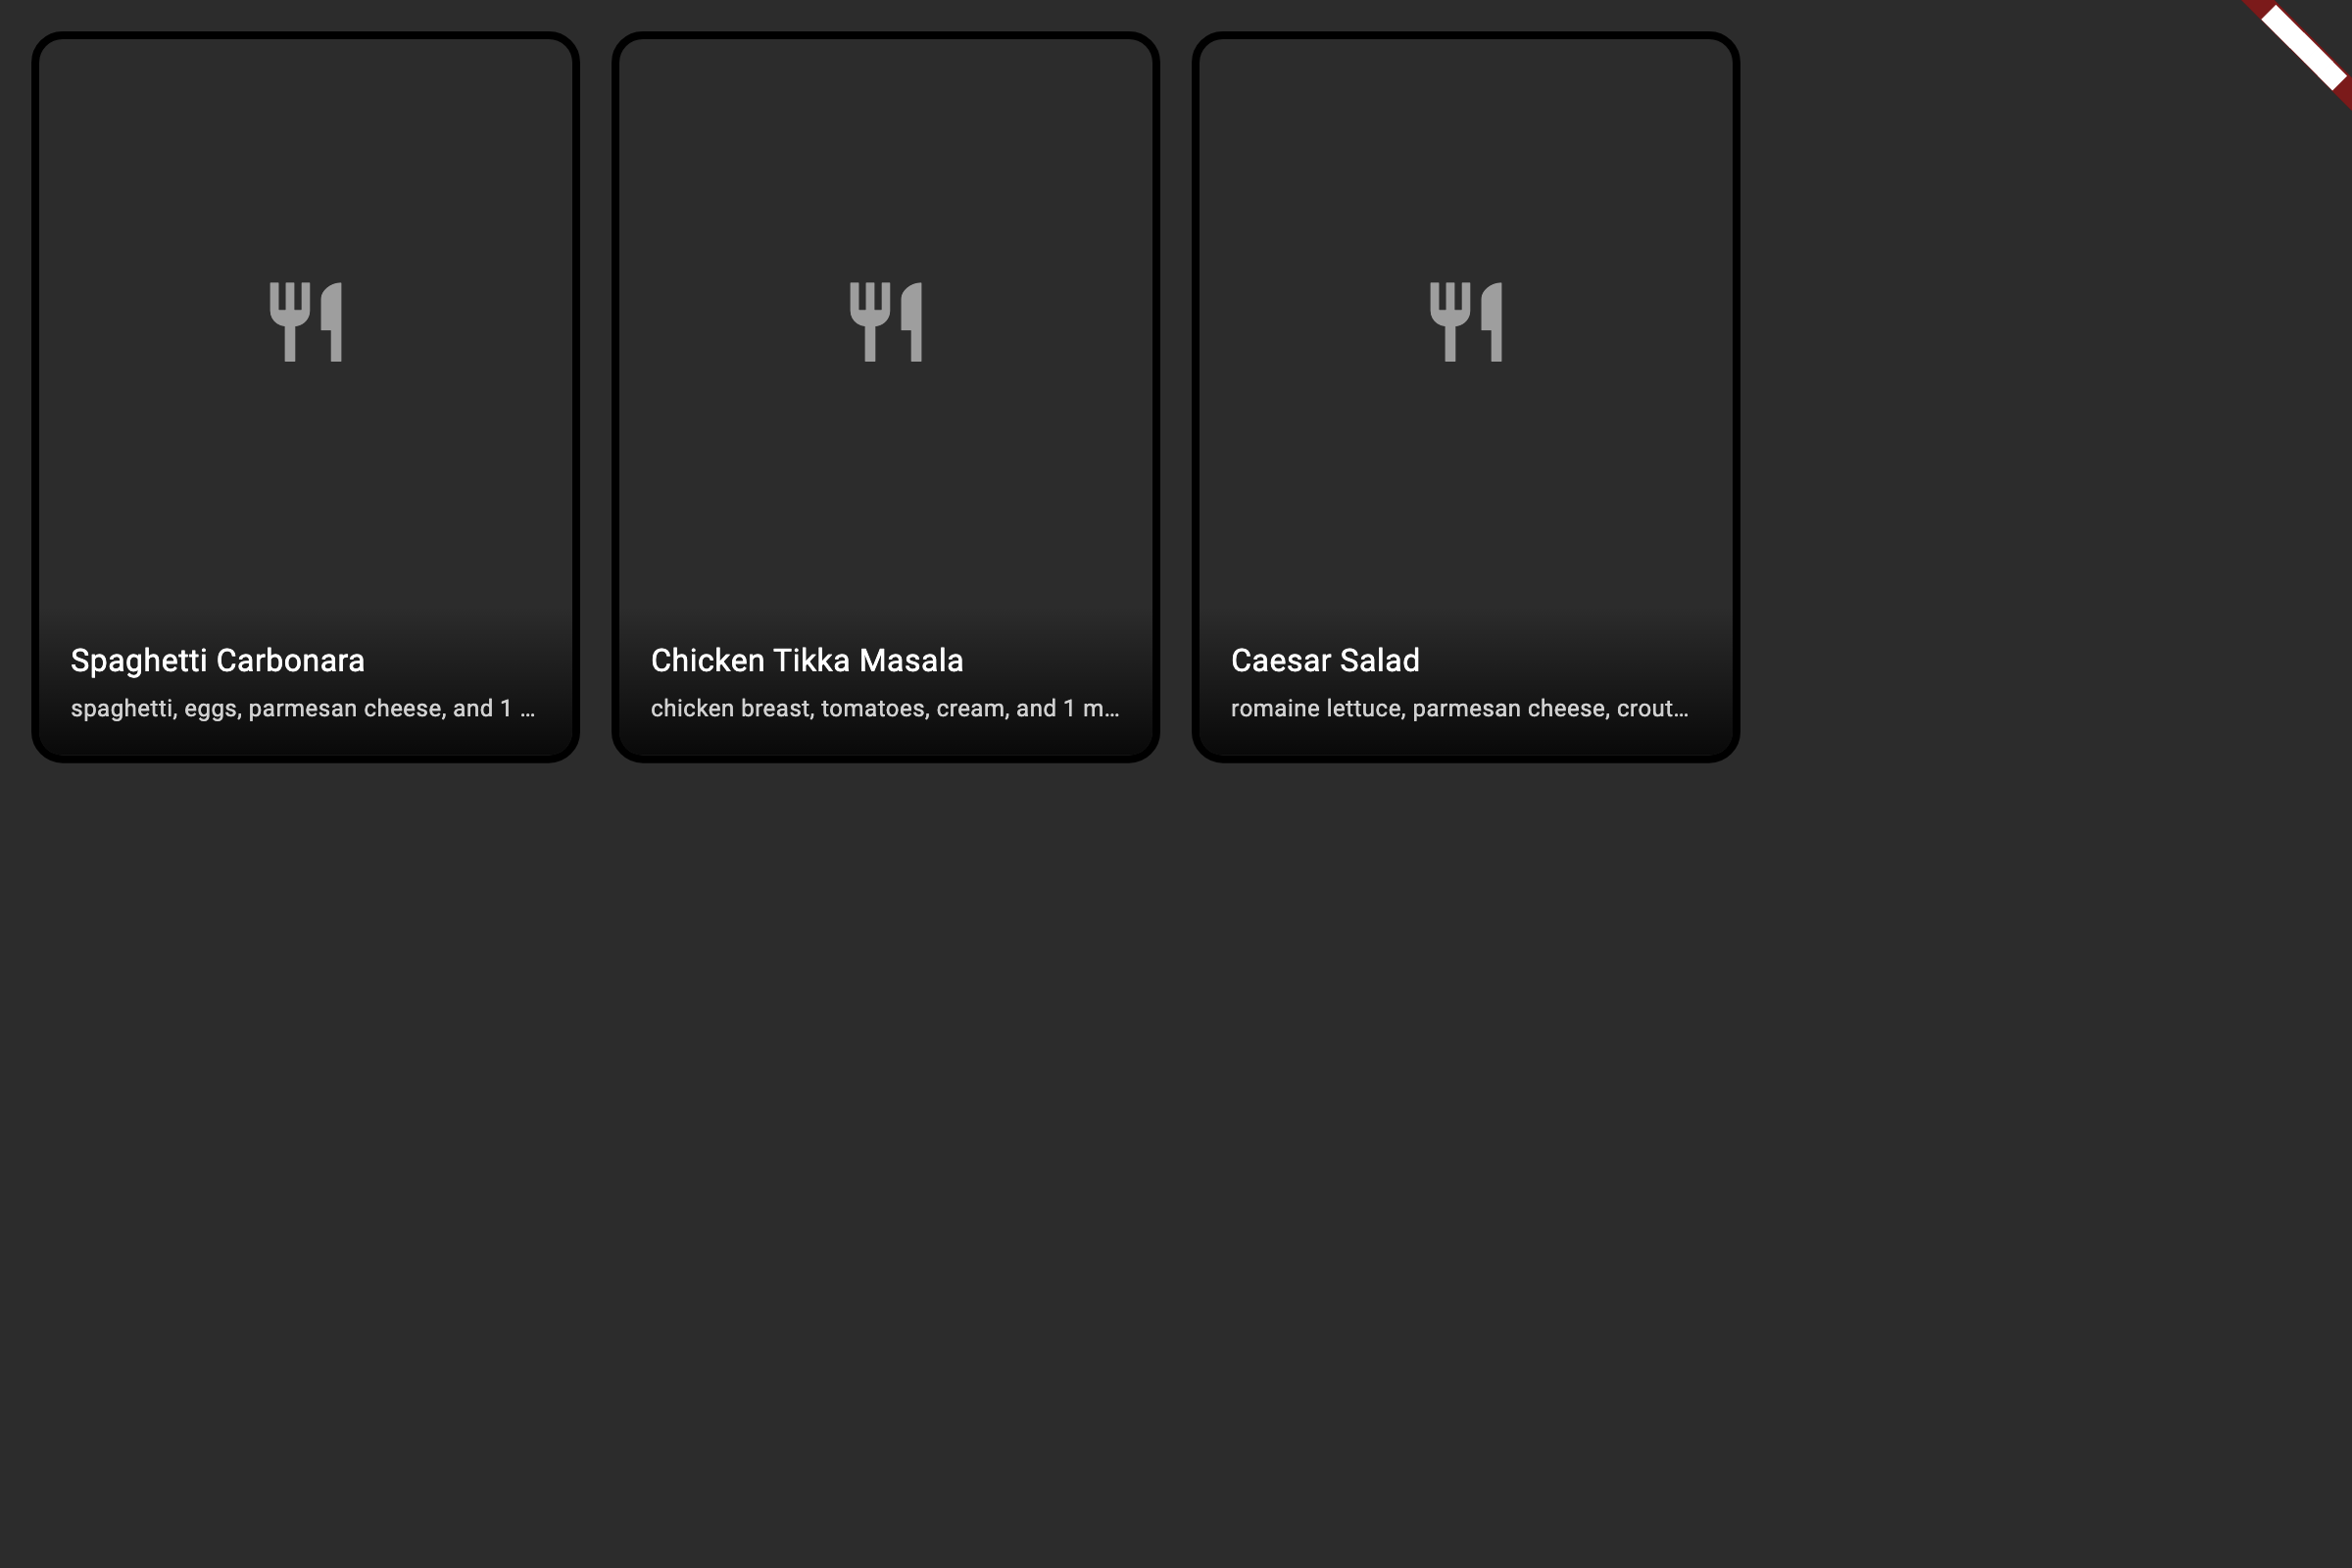 Spaghetti Carbonara
spaghetti, eggs, parmesan cheese, and 1 ...
Chicken Tikka Masala
chicken breast, tomatoes, cream, and 1 m...
Caesar Salad
romaine lettuce, parmesan cheese, crout...